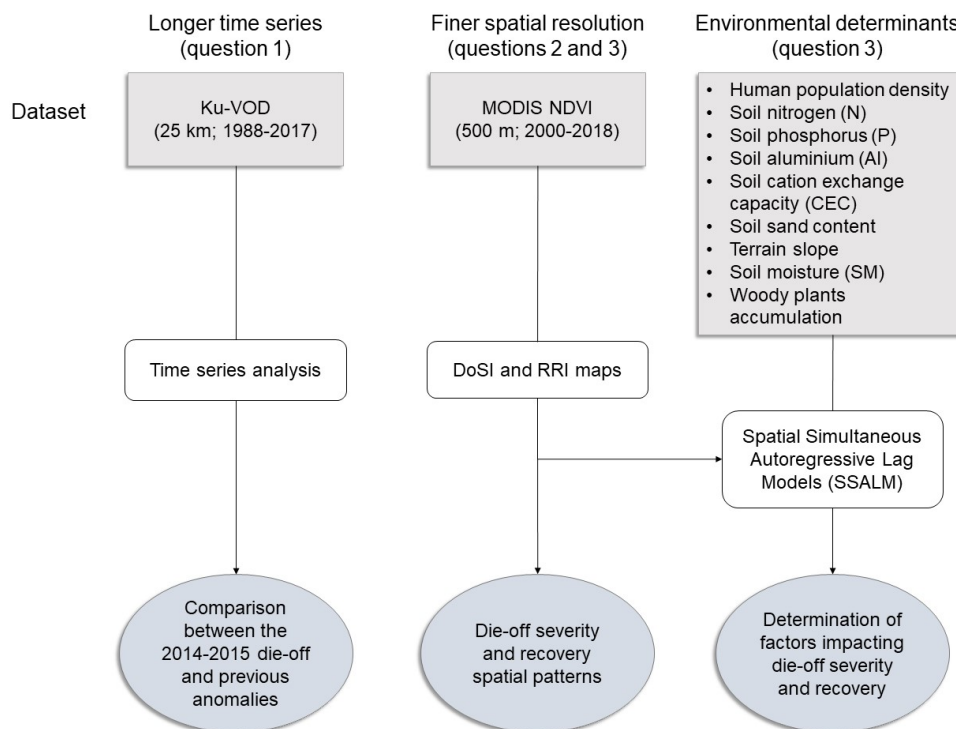 Longer time series
(question 1)
Finer spatial resolution
(questions 2 and 3)
Environmental determinants
(question 3)
Dataset
Ku-VOD
(25 km; 1988-2017)
MODIS NDVI
(500 m; 2000-2018)
• Human population density
• Soil nitrogen (N)
• Soil phosphorus (P)
• Soil aluminium (Al)
• Soil cation exchange
capacity (CEC)
• Soil sand content
• Terrain slope
• Soil moisture (SM)
• Woody plants
accumulation
Time series analysis
DoSI and RRI maps
Spatial Simultaneous
Autoregressive Lag
Models (SSALM)
Comparison
between the
2014-2015 die-off
and previous
anomalies
Die-off severity
and recovery
spatial patterns
Determination of
factors impacting
die-off severity
and recovery